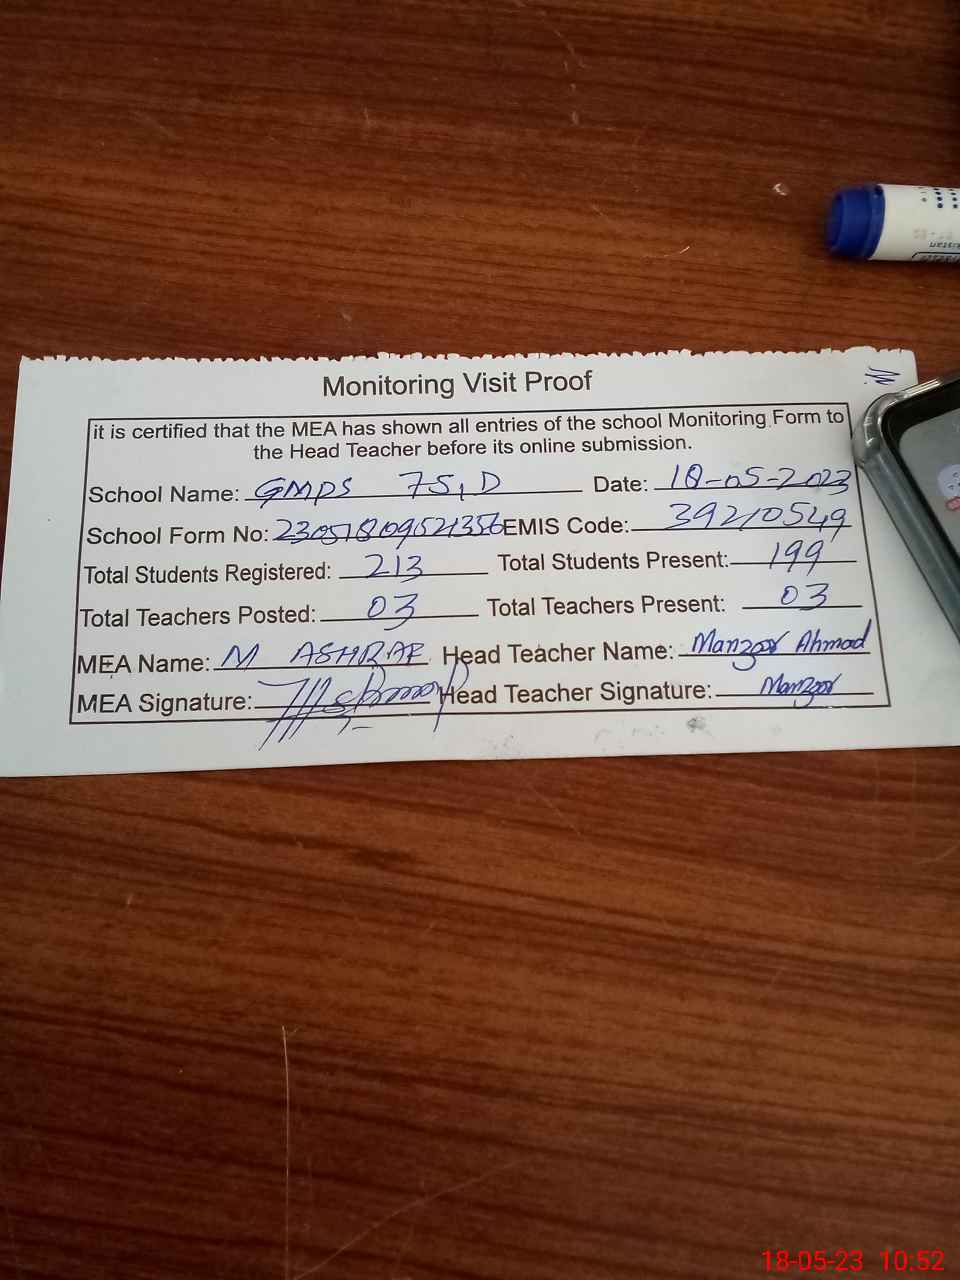 Monitoring Visit Proof
it is certified that the MEA has shown all entries of the school Monitoring Form to
the Head Teacher before its online submission.
School Name: GMPS 75, D Date: 18-05-2023
School Form No: 23051809521356 EMIS Code: 39210549
Total Students Registered: 213 Total Students Present: 199
Total Teachers Posted: 03 Total Teachers Present: 03
MEA Name: M ASHRAF Head Teacher Name: Manzoor Ahmad
MEA Signature: Head Teacher Signature: Manzoor
18-05-23 10:52